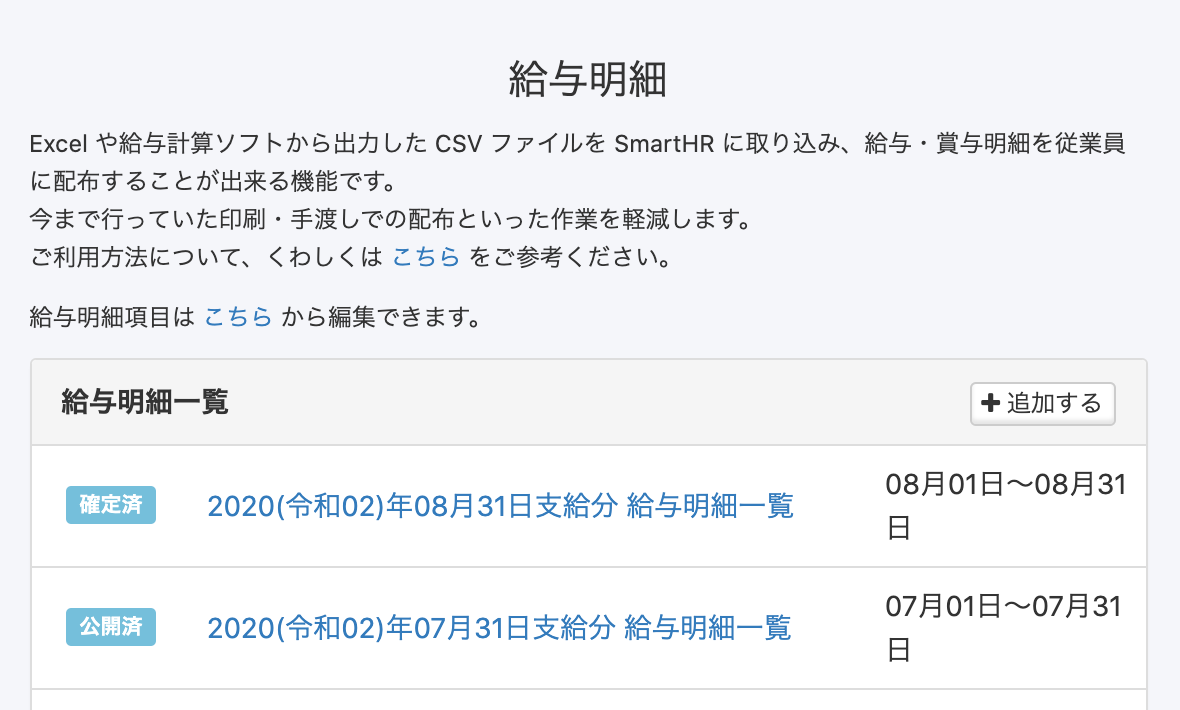 給与明細
Excel や給与計算ソフトから出力した CSV ファイルを SmartHR に取り込み、給与・賞与明細を従業員
に配布することが出来る機能です。
今まで行っていた印刷・手渡しでの配布といった作業を軽減します。
ご利用方法について、くわしくは こちら をご参考ください。
給与明細項目は こちら から編集できます。
給与明細一覧
追加する
確定済 2020(令和02)年08月31日支給分 給与明細一覧 08月01日〜08月31
日
公開済 2020(令和02)年07月31日支給分 給与明細一覧 07月01日〜07月31
日